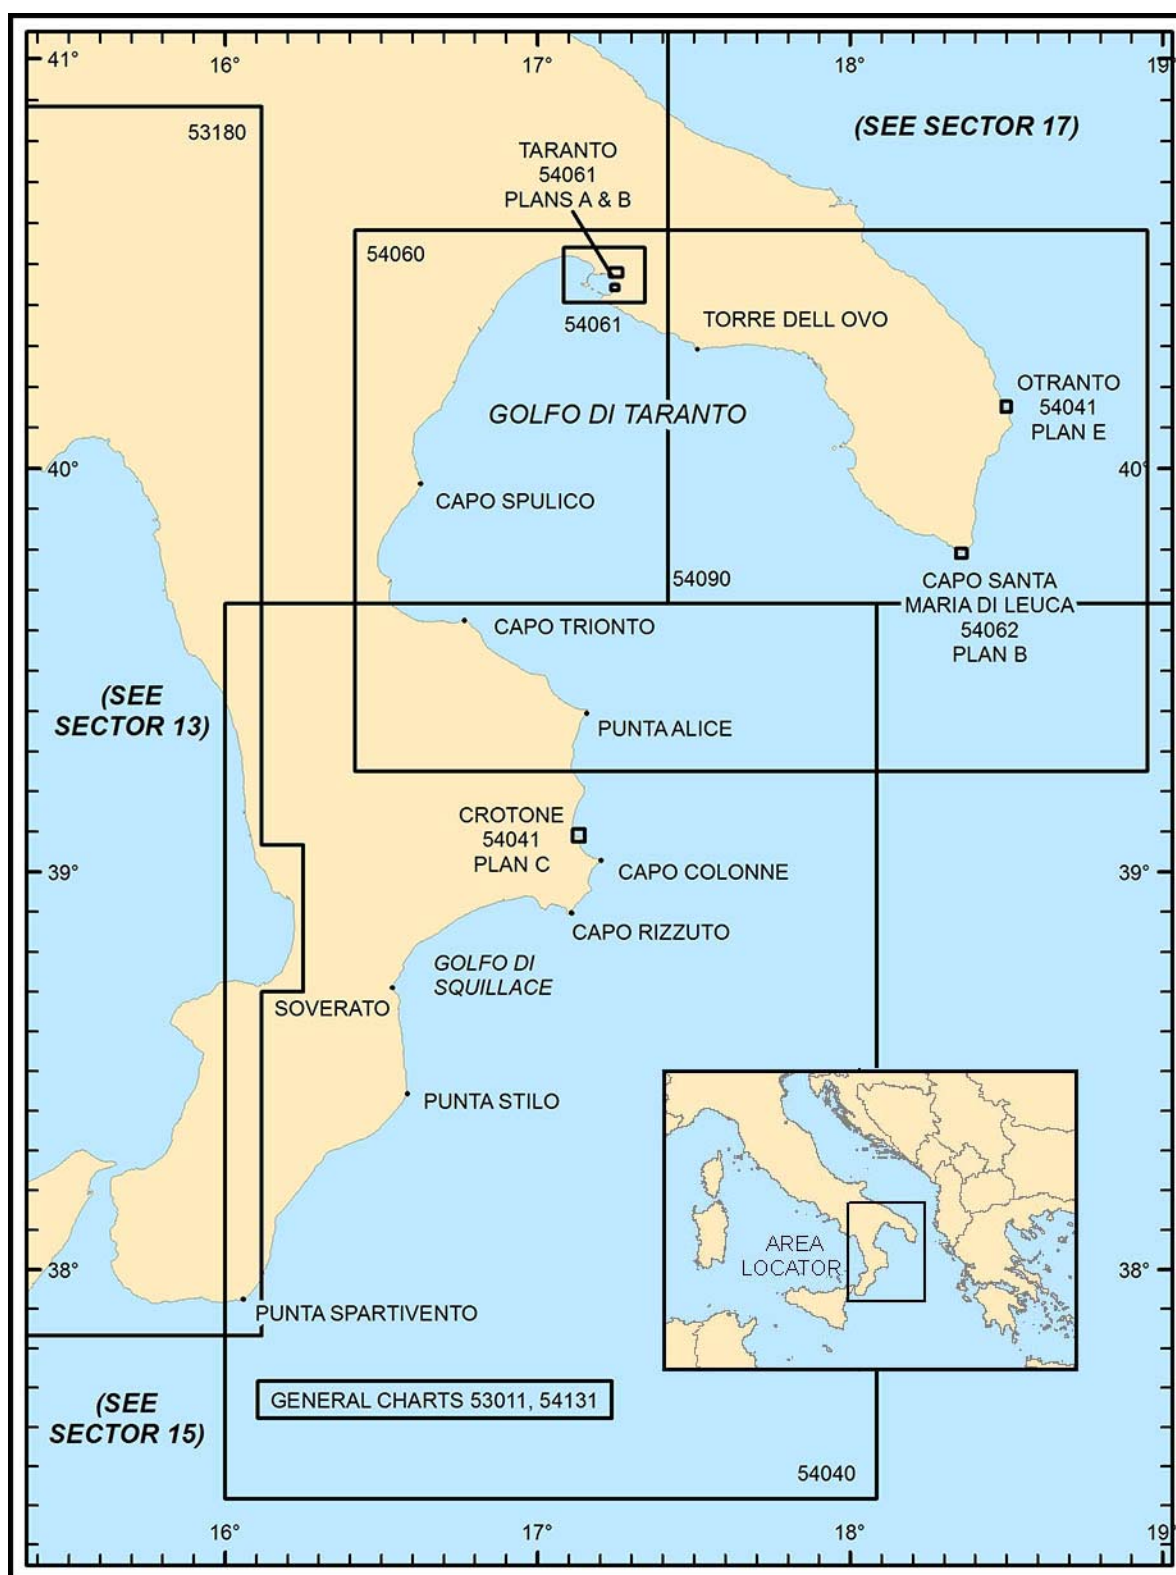 41°
16°
17°
18°
19°
53180
(SEE SECTOR 17)
TARANTO
54061
PLANS A & B
54060
54061
TORRE DELL OVO
OTRANTO
54041
PLAN E
GOLFO DI TARANTO
40°
40°
CAPO SPULICO
54090
CAPO SANTA
MARIA DI LEUCA
54062
PLAN B
CAPO TRIONTO
(SEE
SECTOR 13)
PUNTA ALICE
CROTONE
54041
PLAN C
39°
39°
CAPO COLONNE
CAPO RIZZUTO
GOLFO DI
SQUILLACE
SOVERATO
PUNTA STILO
AREA
LOCATOR
38°
38°
PUNTA SPARTIVENTO
GENERAL CHARTS 53011, 54131
(SEE
SECTOR 15)
54040
16°
17°
18°
19°